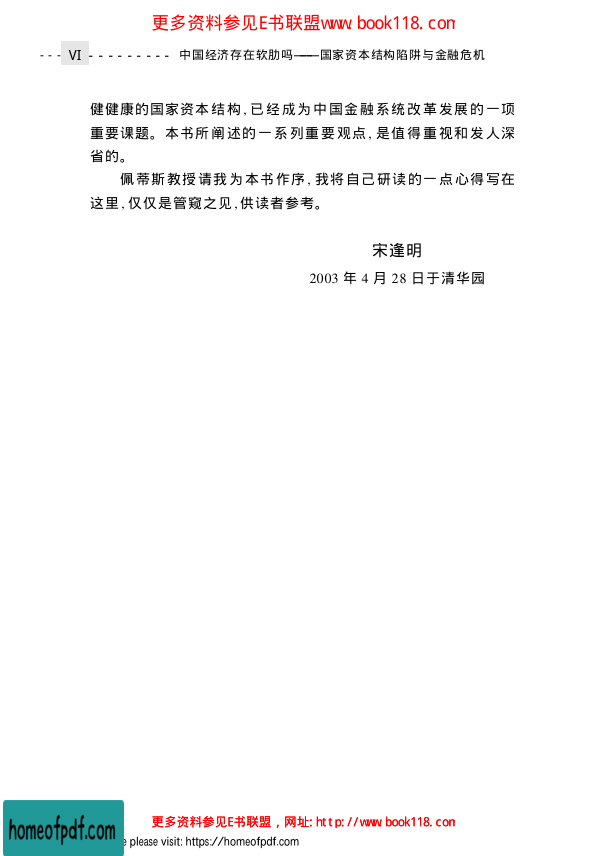 更多资料参见E书联盟www.book118.com
VI 中国经济存在软肋吗——国家资本结构陷阱与金融危机
健健康的国家资本结构,已经成为中国金融系统改革发展的一项
重要课题。本书所阐述的一系列重要观点,是值得重视和发人深
省的。
佩蒂斯教授请我为本书作序,我将自己研读的一点心得写在
这里,仅仅是管窥之见,供读者参考。
宋逢明
2003 年 4 月 28 日于清华园
更多资料参见E书联盟，网址:http://www.book118.com
homeofpdf.com
e please visit: https://homeofpdf.com